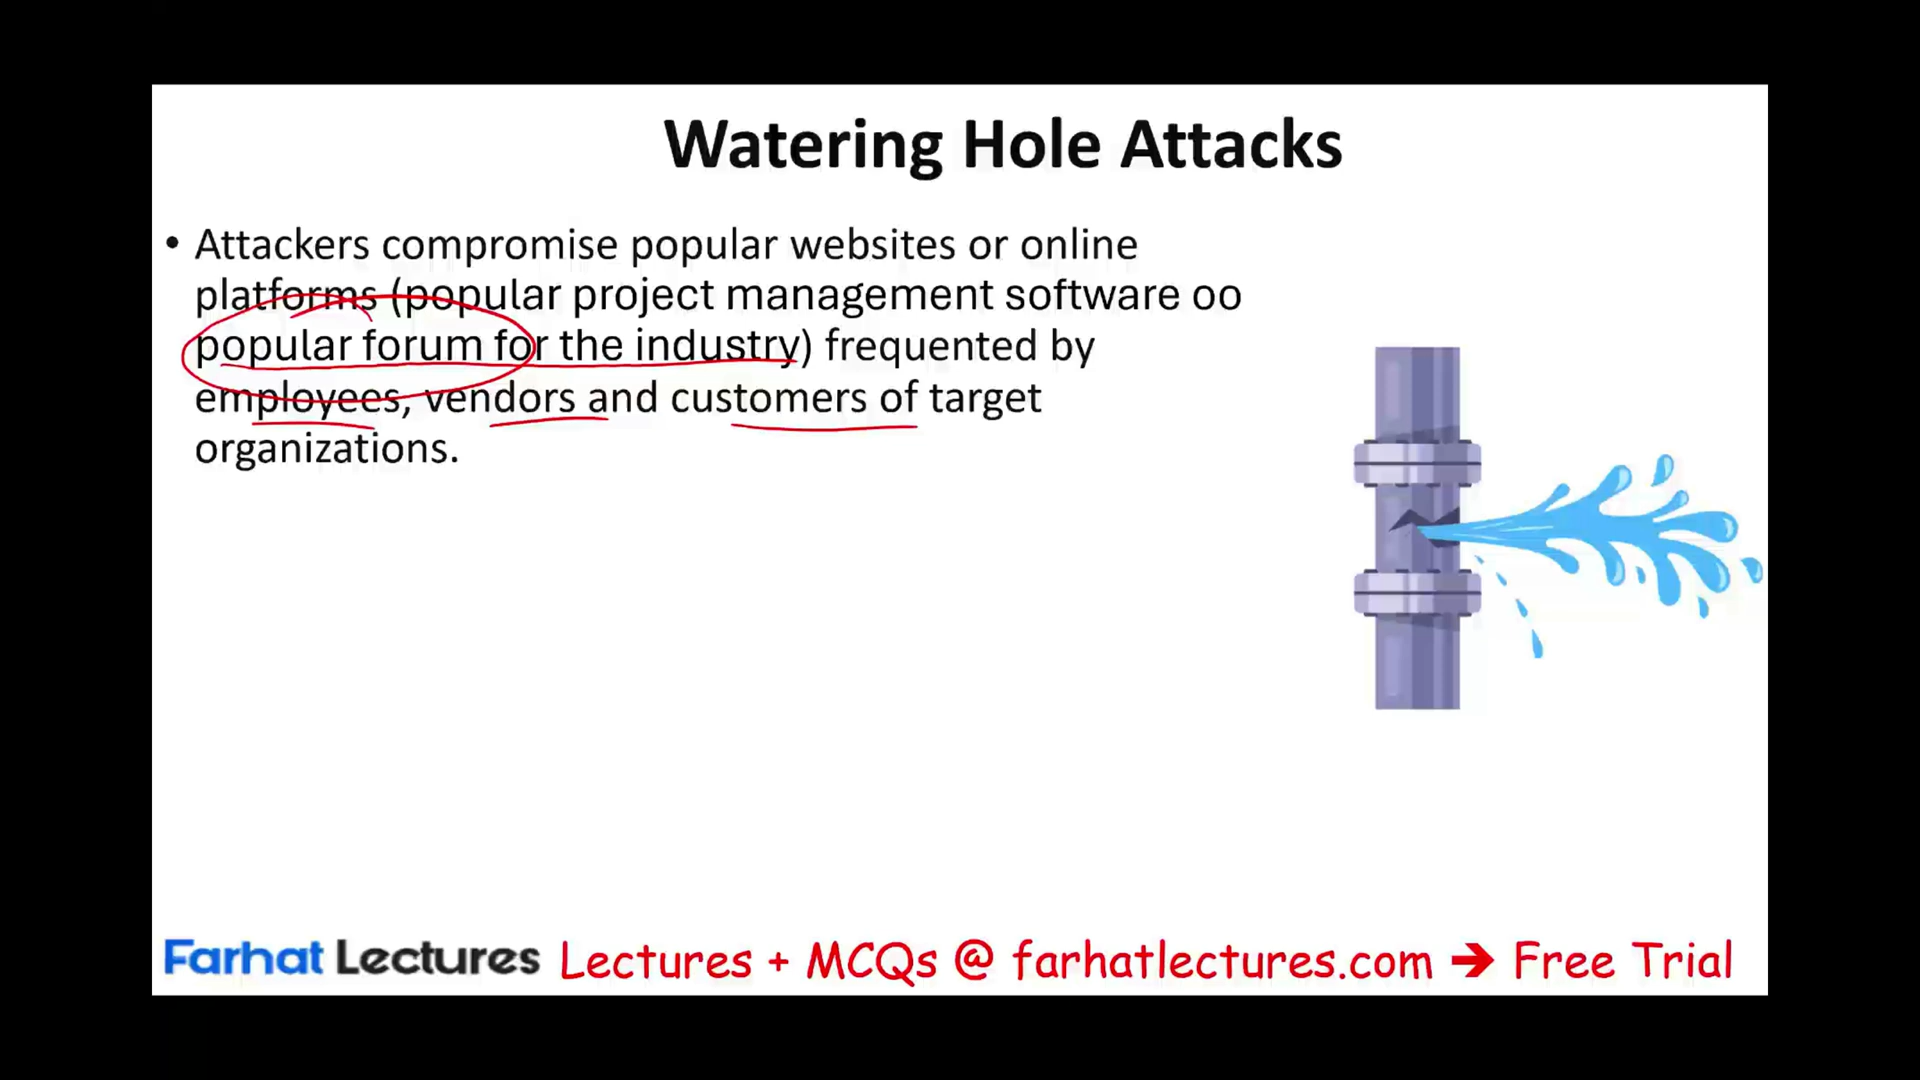 Watering Hole Attacks
• Attackers compromise popular websites or online
platforms (popular project management software oo
popular forum for the industry) frequented by
employees, vendors and customers of target
organizations.
Farhat Lectures Lectures + MCQs @ farhatlectures.com ➔ Free Trial